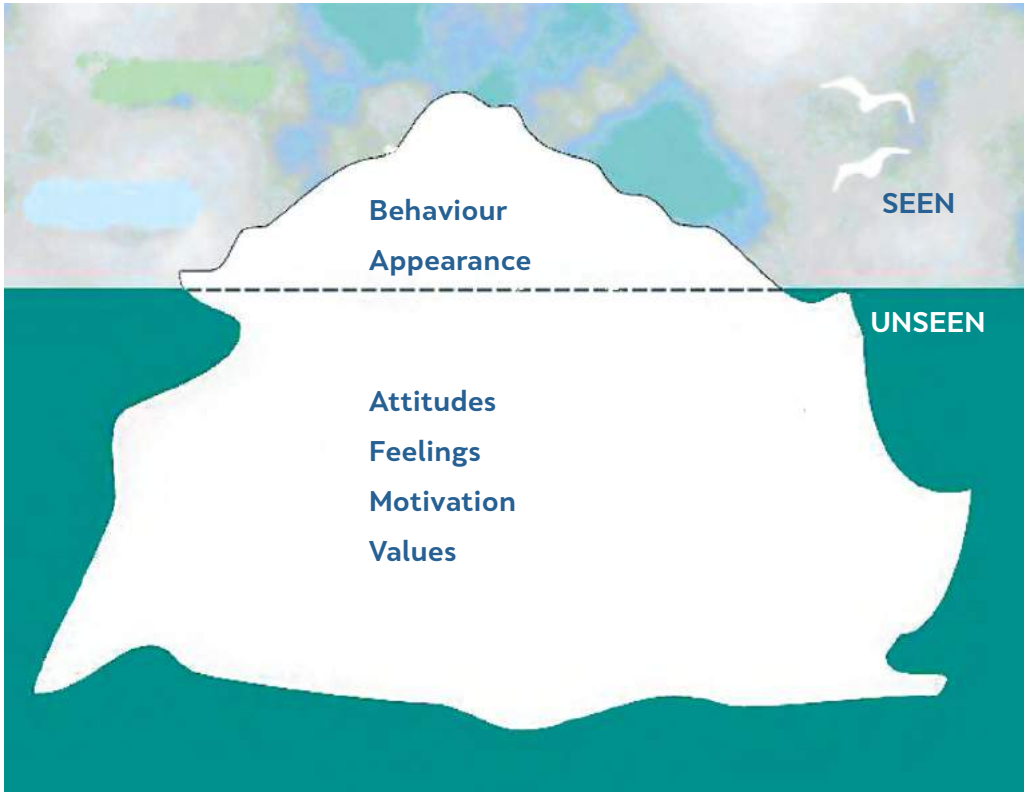 Behaviour
SEEN
Appearance
UNSEEN
Attitudes
Feelings
Motivation
Values